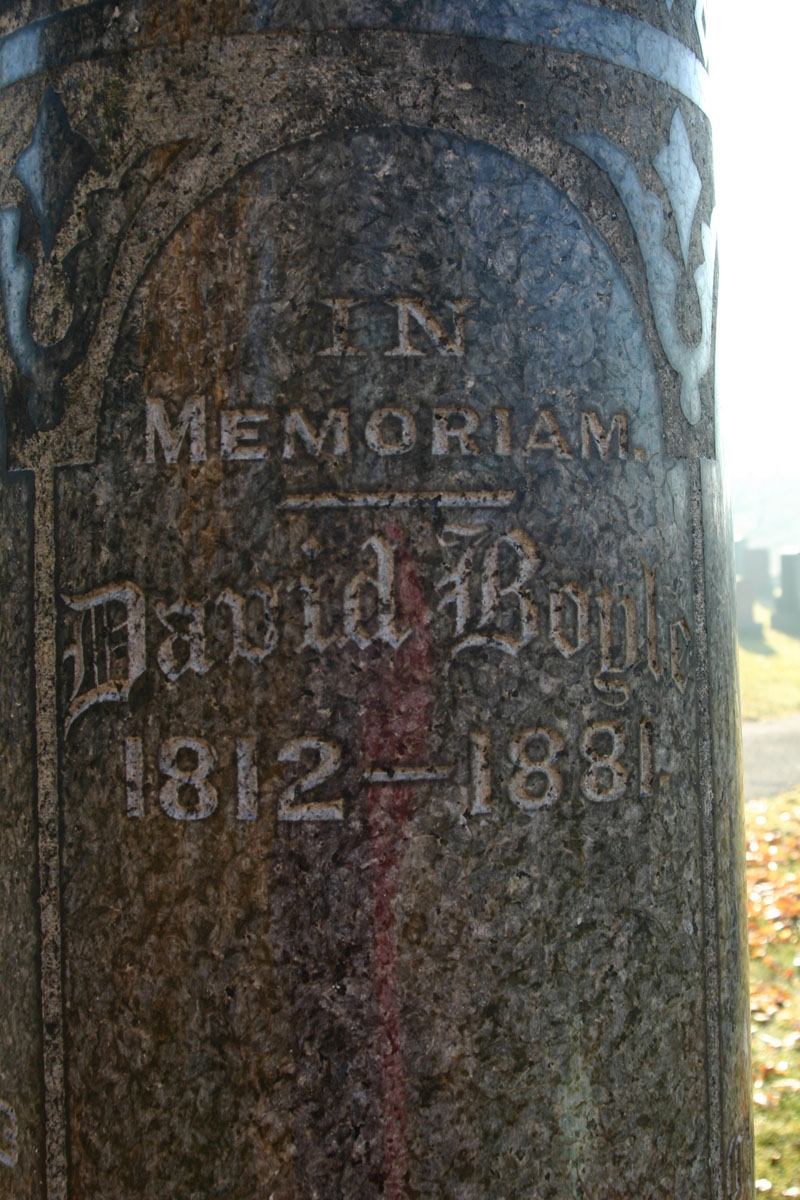 IN
MEMORIAM.
David Boyle
1812—1881.